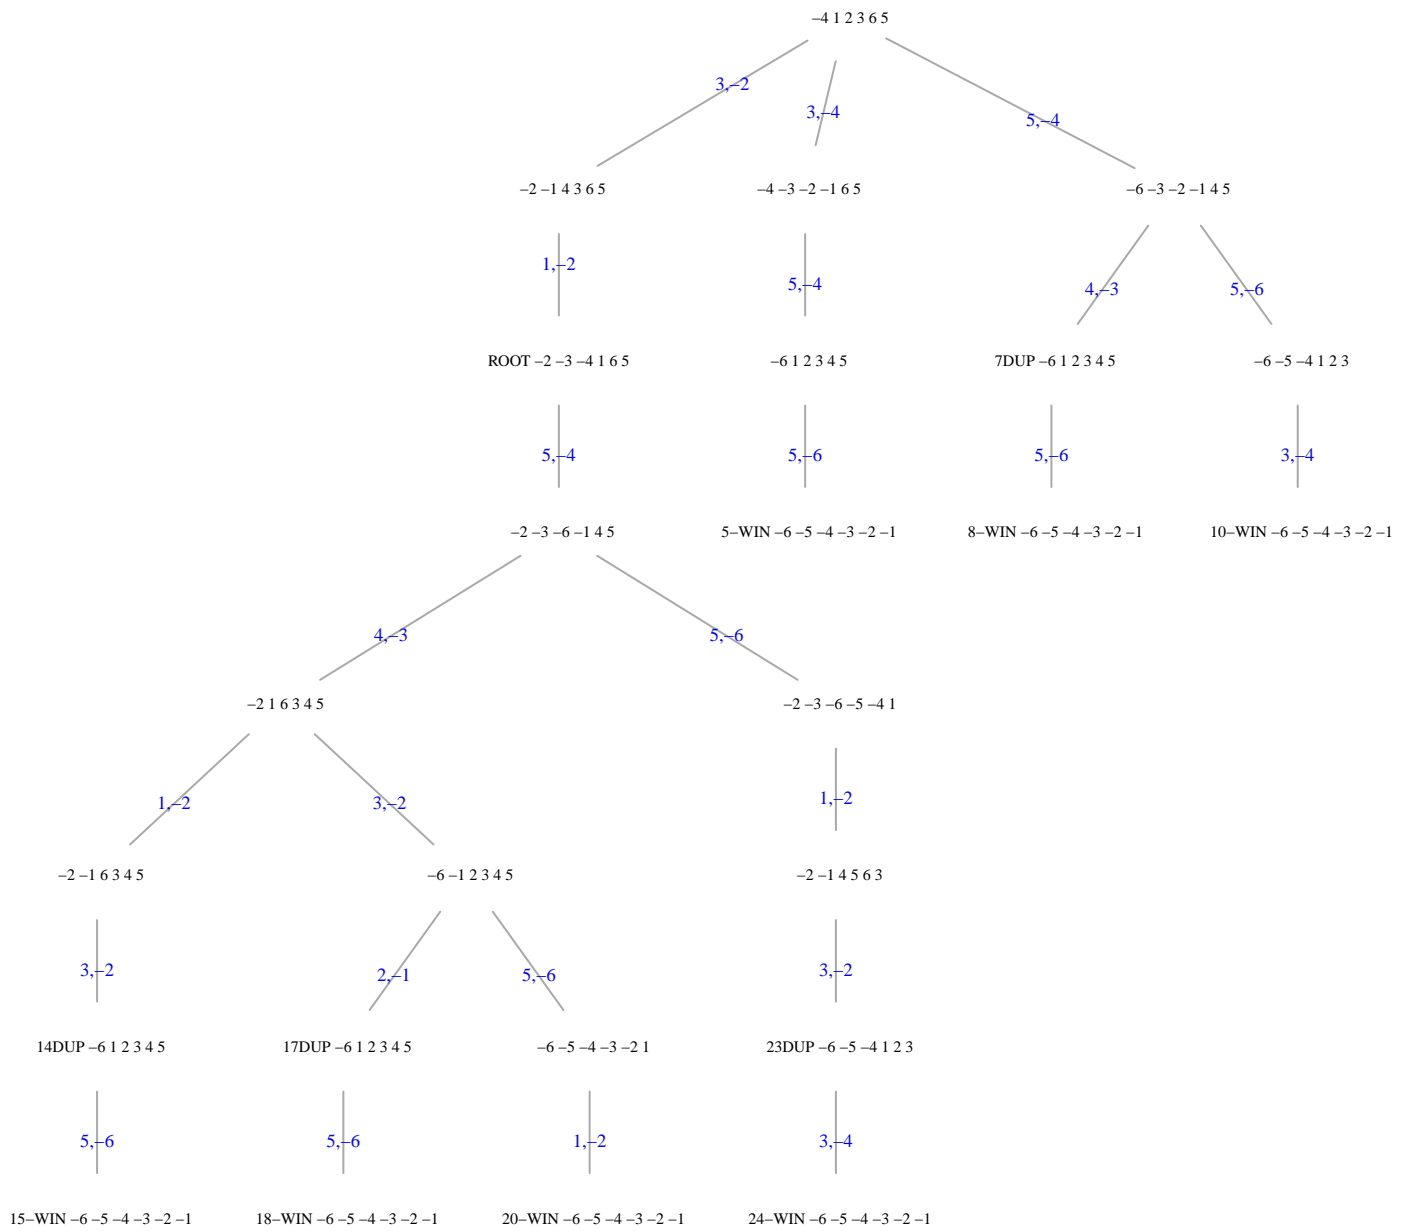 –4 1 2 3 6 5
3,–2
3,–4
5,–4
–2 –1 4 3 6 5
–4 –3 –2 –1 6 5
–6 –3 –2 –1 4 5
1,–2
5,–4
4,–3
5,–6
ROOT –2 –3 –4 1 6 5
–6 1 2 3 4 5
7DUP –6 1 2 3 4 5
–6 –5 –4 1 2 3
5,–4
5,–6
5,–6
3,–4
–2 –3 –6 –1 4 5
5–WIN –6 –5 –4 –3 –2 –1
8–WIN –6 –5 –4 –3 –2 –1
10–WIN –6 –5 –4 –3 –2 –1
4,–3
5,–6
–2 1 6 3 4 5
–2 –3 –6 –5 –4 1
1,–2
3,–2
1,–2
–2 –1 6 3 4 5
–6 –1 2 3 4 5
–2 –1 4 5 6 3
3,–2
2,–1
5,–6
3,–2
14DUP –6 1 2 3 4 5
17DUP –6 1 2 3 4 5
–6 –5 –4 –3 –2 1
23DUP –6 –5 –4 1 2 3
5,–6
5,–6
1,–2
3,–4
15–WIN –6 –5 –4 –3 –2 –1
18–WIN –6 –5 –4 –3 –2 –1
20–WIN –6 –5 –4 –3 –2 –1
24–WIN –6 –5 –4 –3 –2 –1